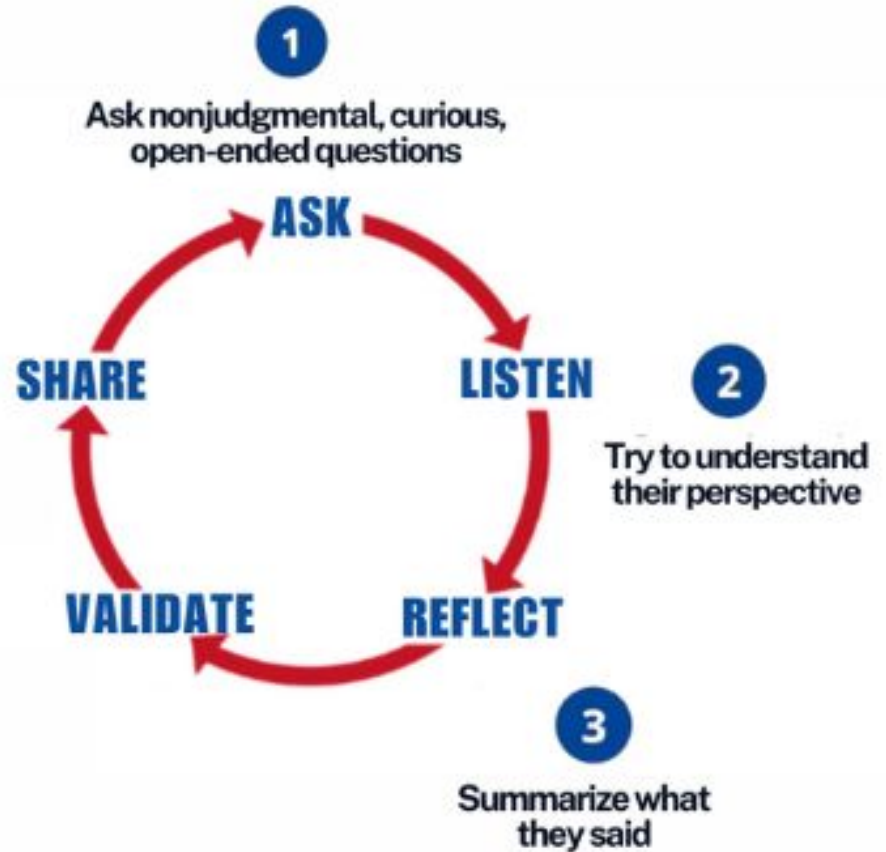 1
Ask nonjudgmental, curious,
open-ended questions
ASK
SHARE
LISTEN
2
Try to understand
their perspective
VALIDATE
REFLECT
3
Summarize what
they said